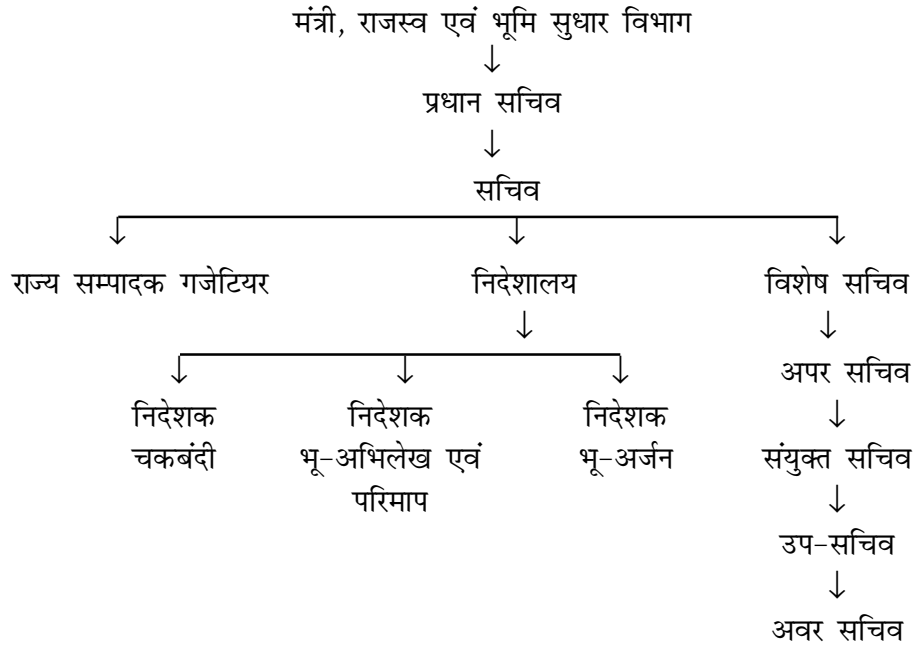 मंत्री, राजस्व एवं भूमि सुधार विभाग
प्रधान सचिव
सचिव
राज्य सम्पादक गजेटियर
निदेशालय
विशेष सचिव
अपर सचिव
निदेशक
चकबंदी
निदेशक
भू-अभिलेख एवं
परिमाप
निदेशक
भू-अर्जन
संयुक्त सचिव
उप-सचिव
अवर सचिव